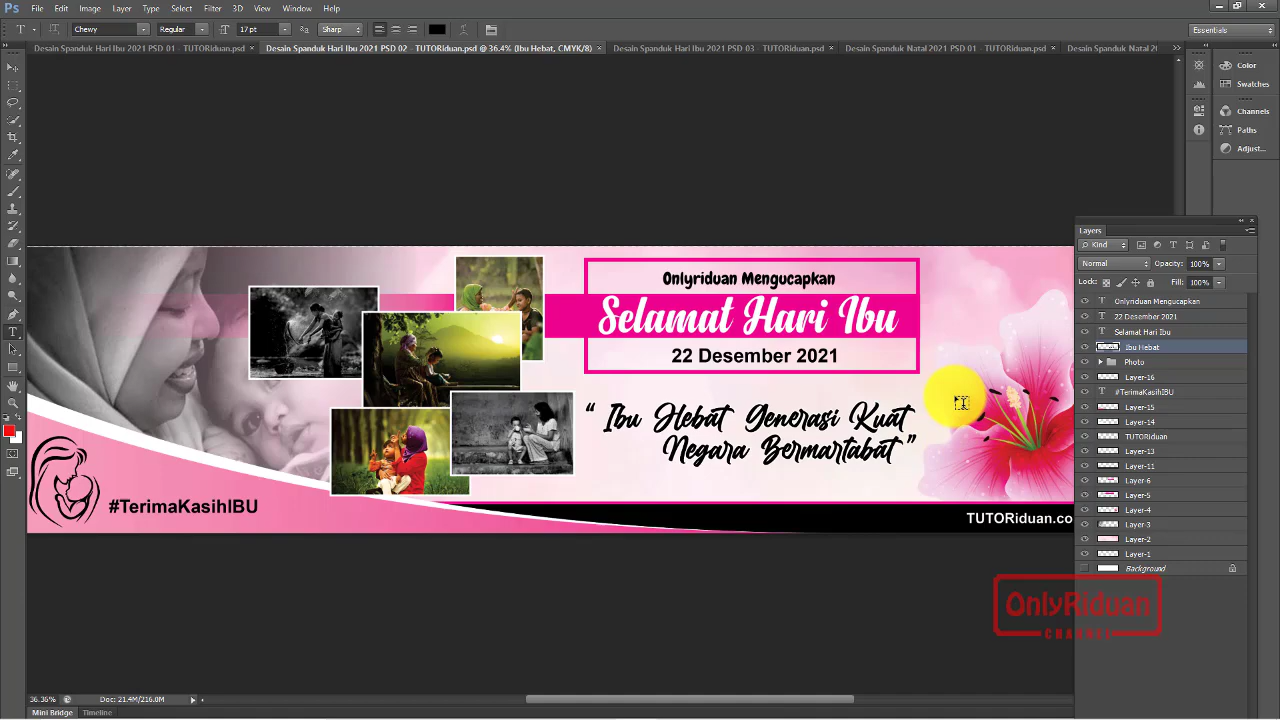 Ps File Edit Image Layer Type Select Filter 3D View Window Help
Chewy Regular 17 pt Sharp Essentials
Desain Spanduk Hari Ibu 2021 PSD 01 - TUTORiduan.psd × Desain Spanduk Hari Ibu 2021 PSD 02 - TUTORiduan.psd @ 36.4% (Ibu Hebat, CMYK/8) × Desain Spanduk Hari Ibu 2021 PSD 03 - TUTORiduan.psd × Desain Spanduk Natal 2021 PSD 01 - TUTORiduan.psd × Desain Spanduk Natal 20
Color
Swatches
Channels
Paths
Adjust...
Onlyriduan Mengucapkan
Selamat Hari Ibu
22 Desember 2021
“ Ibu Hebat Generasi Kuat
Negara Bermartabat ”
#TerimaKasihIBU
TUTORiduan.co
Layers
Kind
Normal Opacity: 100%
Lock: Fill: 100%
Onlyriduan Mengucapkan
22 Desember 2021
Selamat Hari Ibu
Ibu Hebat
Photo
Layer-16
#TerimaKasihIBU
Layer-15
Layer-14
TUTORiduan
Layer-13
Layer-11
Layer-6
Layer-5
Layer-4
Layer-3
Layer-2
Layer-1
Background
OnlyRiduan
CHANNEL
36.36% Doc: 21.4M/216.0M
Mini Bridge Timeline